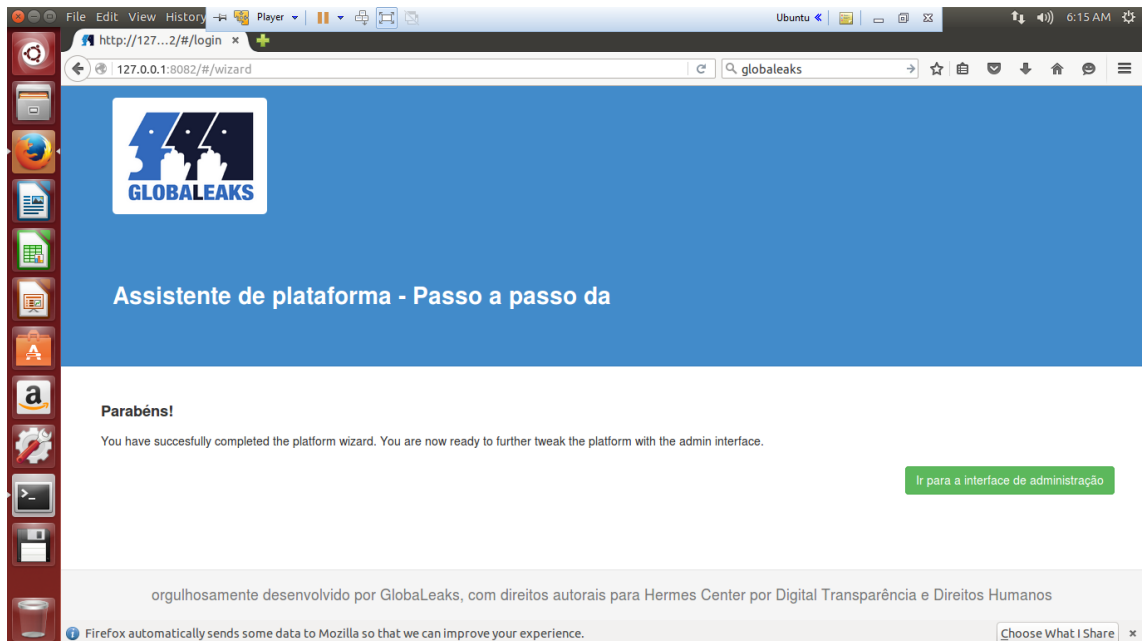 File Edit View History Player Ubuntu 6:15 AM
http://127...2/#/login
127.0.0.1:8082/#/wizard globaleaks
GLOBALEAKS
Assistente de plataforma - Passo a passo da
Parabéns!
You have succesfully completed the platform wizard. You are now ready to further tweak the platform with the admin interface.
Ir para a interface de administração
orgulhosamente desenvolvido por GlobaLeaks, com direitos autorais para Hermes Center por Digital Transparência e Direitos Humanos
Firefox automatically sends some data to Mozilla so that we can improve your experience. Choose What I Share